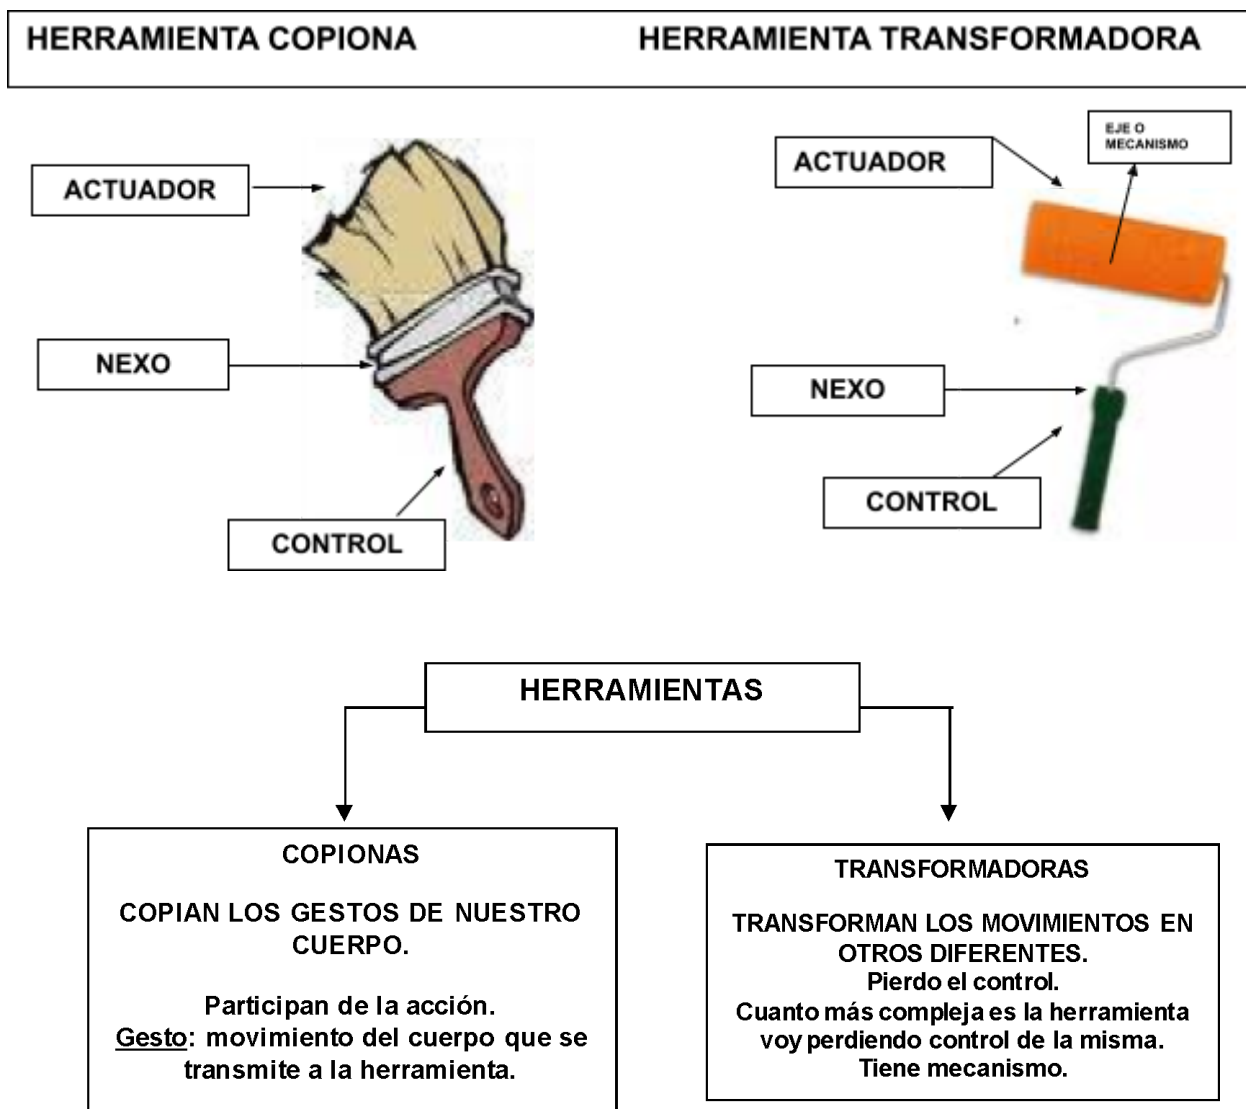 HERRAMIENTA COPIONA
HERRAMIENTA TRANSFORMADORA
ACTUADOR
NEXO
CONTROL
ACTUADOR
EJE O
MECANISMO
NEXO
CONTROL
HERRAMIENTAS
COPIONAS
COPIAN LOS GESTOS DE NUESTRO
CUERPO.
Participan de la acción.
Gesto: movimiento del cuerpo que se
transmite a la herramienta.
TRANSFORMADORAS
TRANSFORMAN LOS MOVIMIENTOS EN
OTROS DIFERENTES.
Pierdo el control.
Cuanto más compleja es la herramienta
voy perdiendo control de la misma.
Tiene mecanismo.